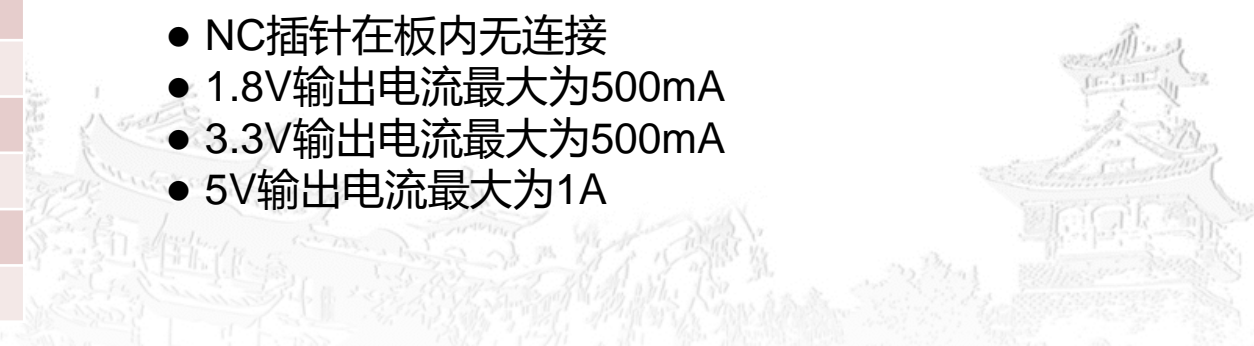 ● NC插针在板内无连接
● 1.8V输出电流最大为500mA
● 3.3V输出电流最大为500mA
● 5V输出电流最大为1A